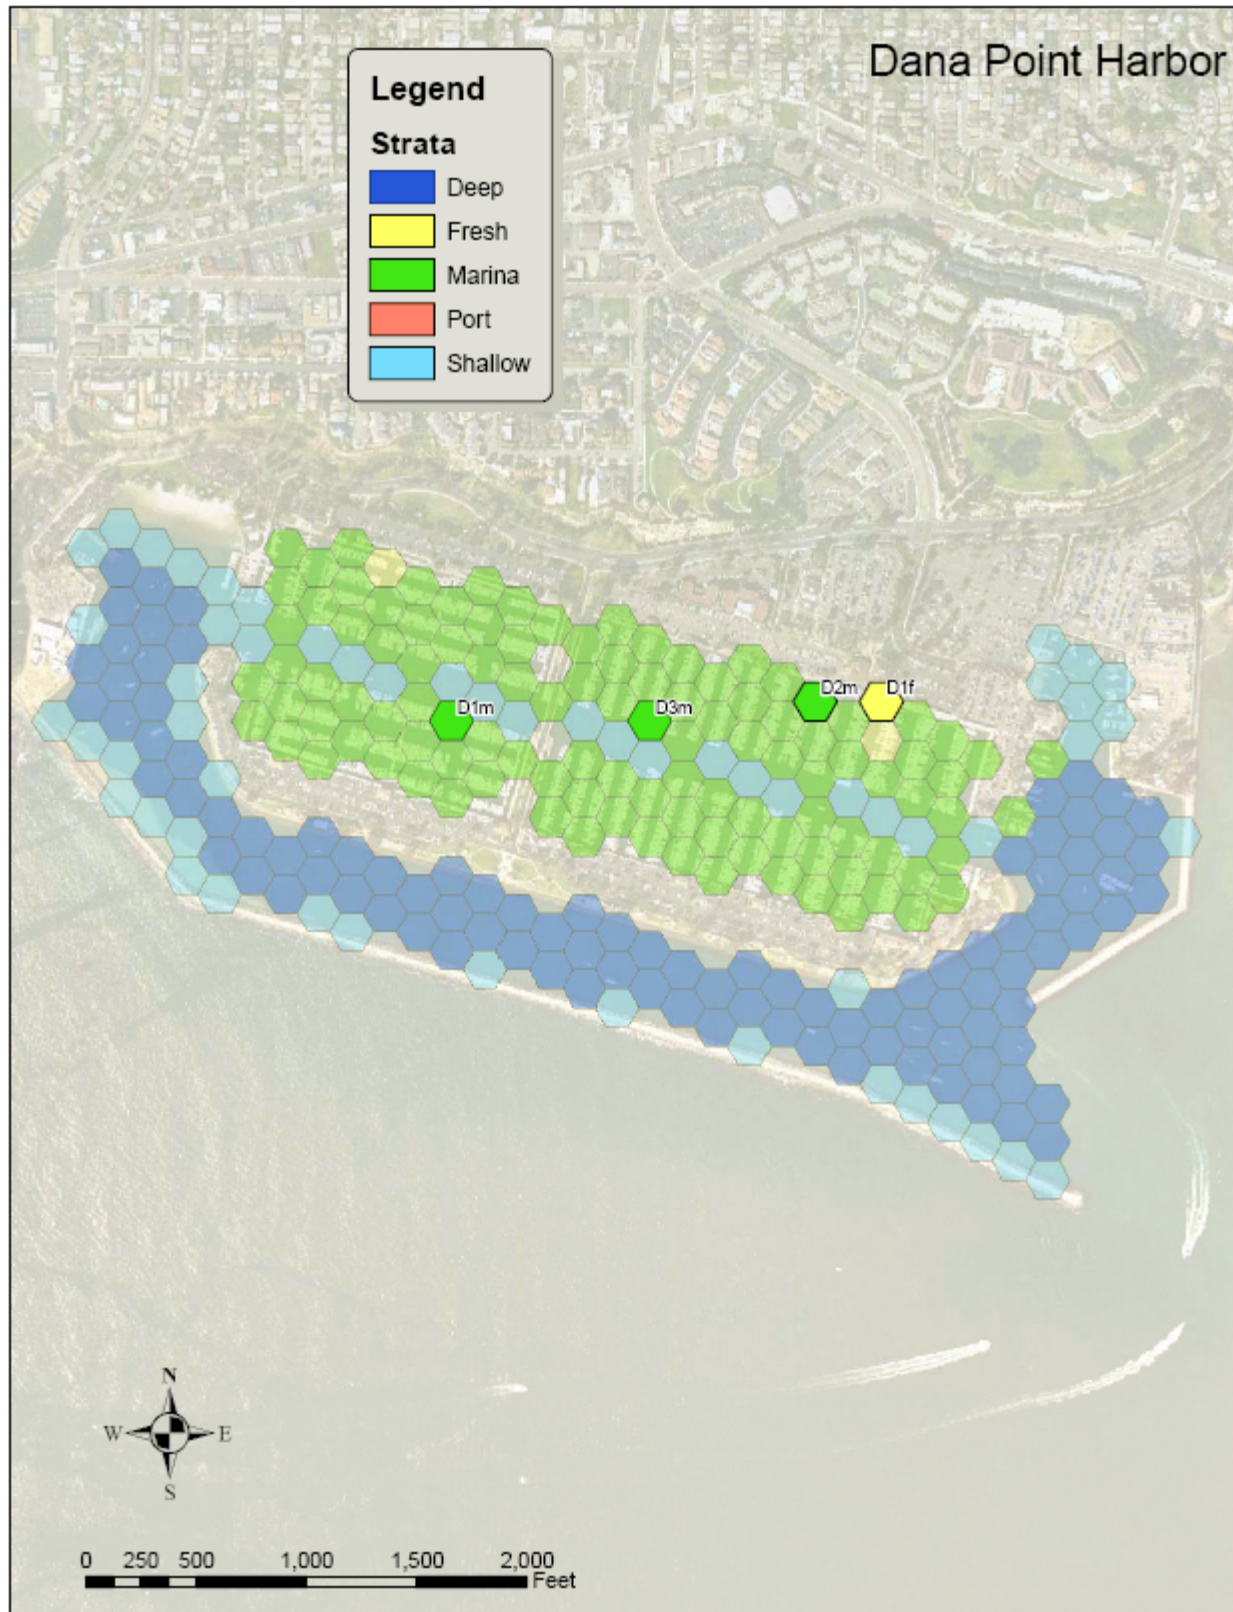 Dana Point Harbor
Legend
Strata
Deep
Fresh
Marina
Port
Shallow
D2m
D1f
D1m
D3m
N
W
E
S
0 250 500 1,000 1,500 2,000
Feet